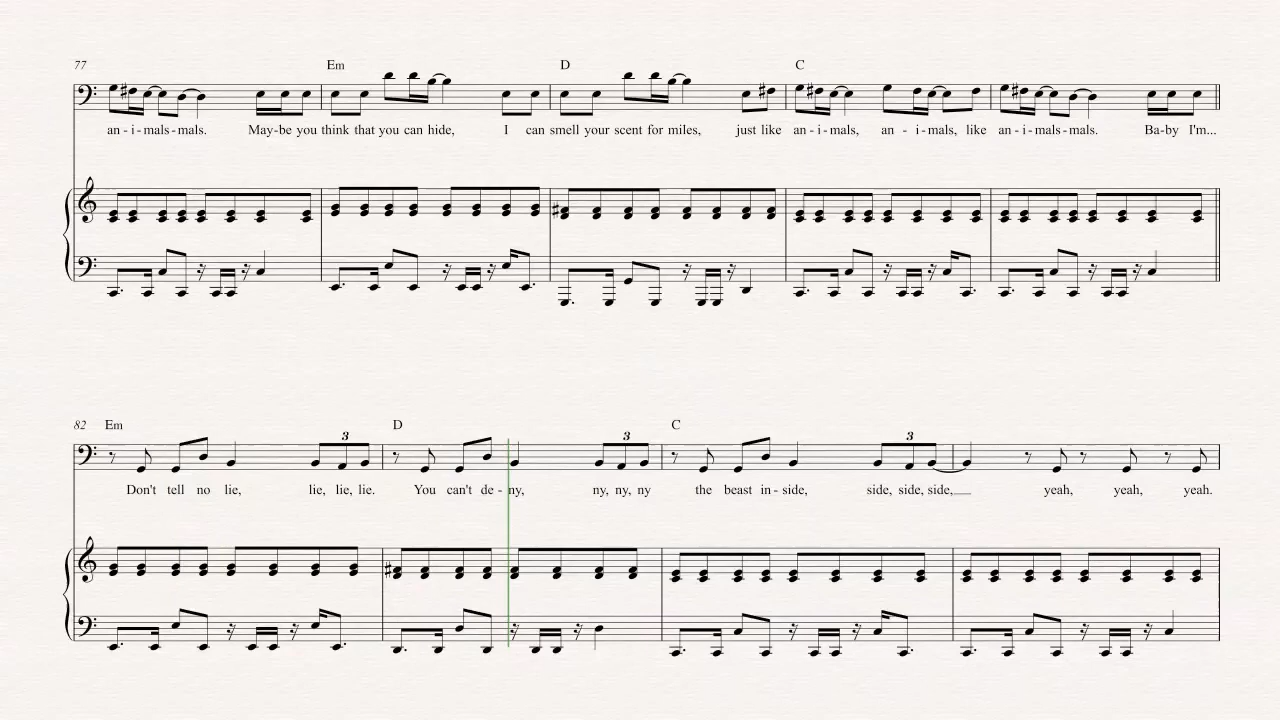 77 Em D C
an - i - mals - mals. May-be you think that you can hide, I can smell your scent for miles, just like an - i - mals, an - i - mals, like an - i - mals - mals. Ba-by I'm...
82 Em D C
3 3 3
Don't tell no lie, lie, lie, lie. You can't de - ny, ny, ny, ny the beast in - side, side, side, side, yeah, yeah, yeah.